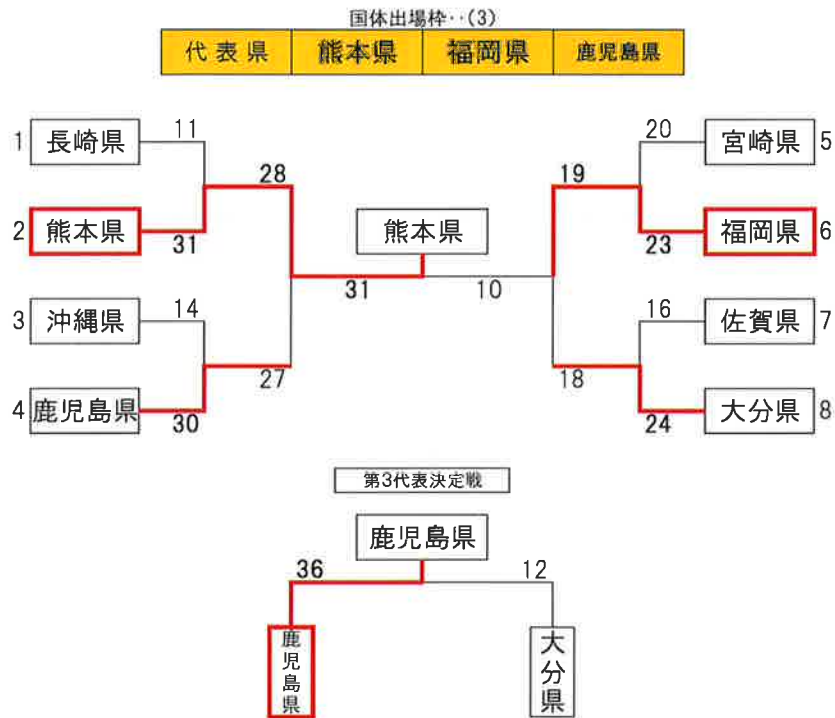 国体出場枠‥(3)
代表県 熊本県 福岡県 鹿児島県
1 長崎県 11 20 宮崎県 5
28 19
2 熊本県 31 熊本県 23 福岡県 6
31 10
3 沖縄県 14 16 佐賀県 7
27 18
4 鹿児島県 30 24 大分県 8
第3代表決定戦
鹿児島県
36 12
鹿児島県 大分県